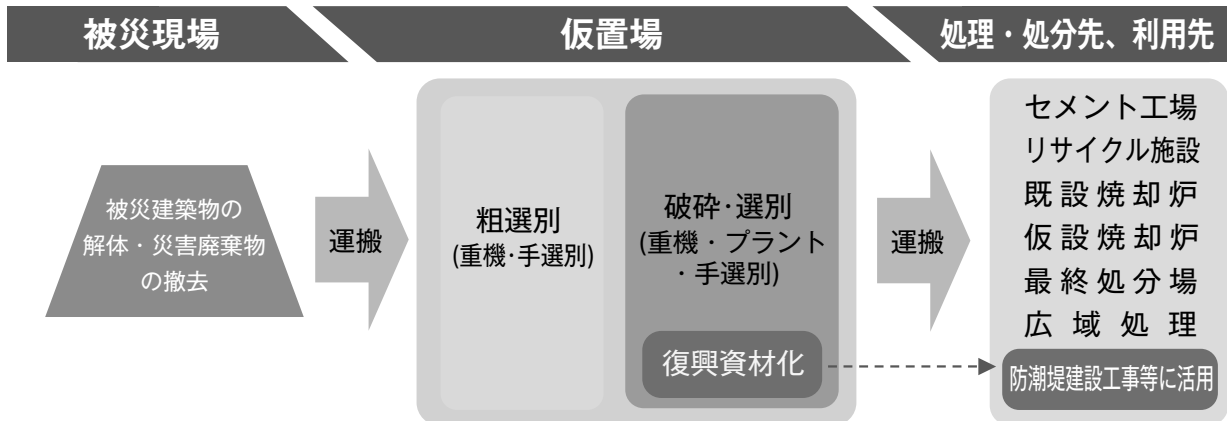 被災現場
仮置場
処理・処分先、利用先
被災建築物の
解体・災害廃棄物
の撤去
運搬
粗選別
(重機･手選別)
破砕･選別
(重機・プラント
・手選別)
復興資材化
運搬
セメント工場
リサイクル施設
既設焼却炉
仮設焼却炉
最終処分場
広域処理
防潮堤建設工事等に活用